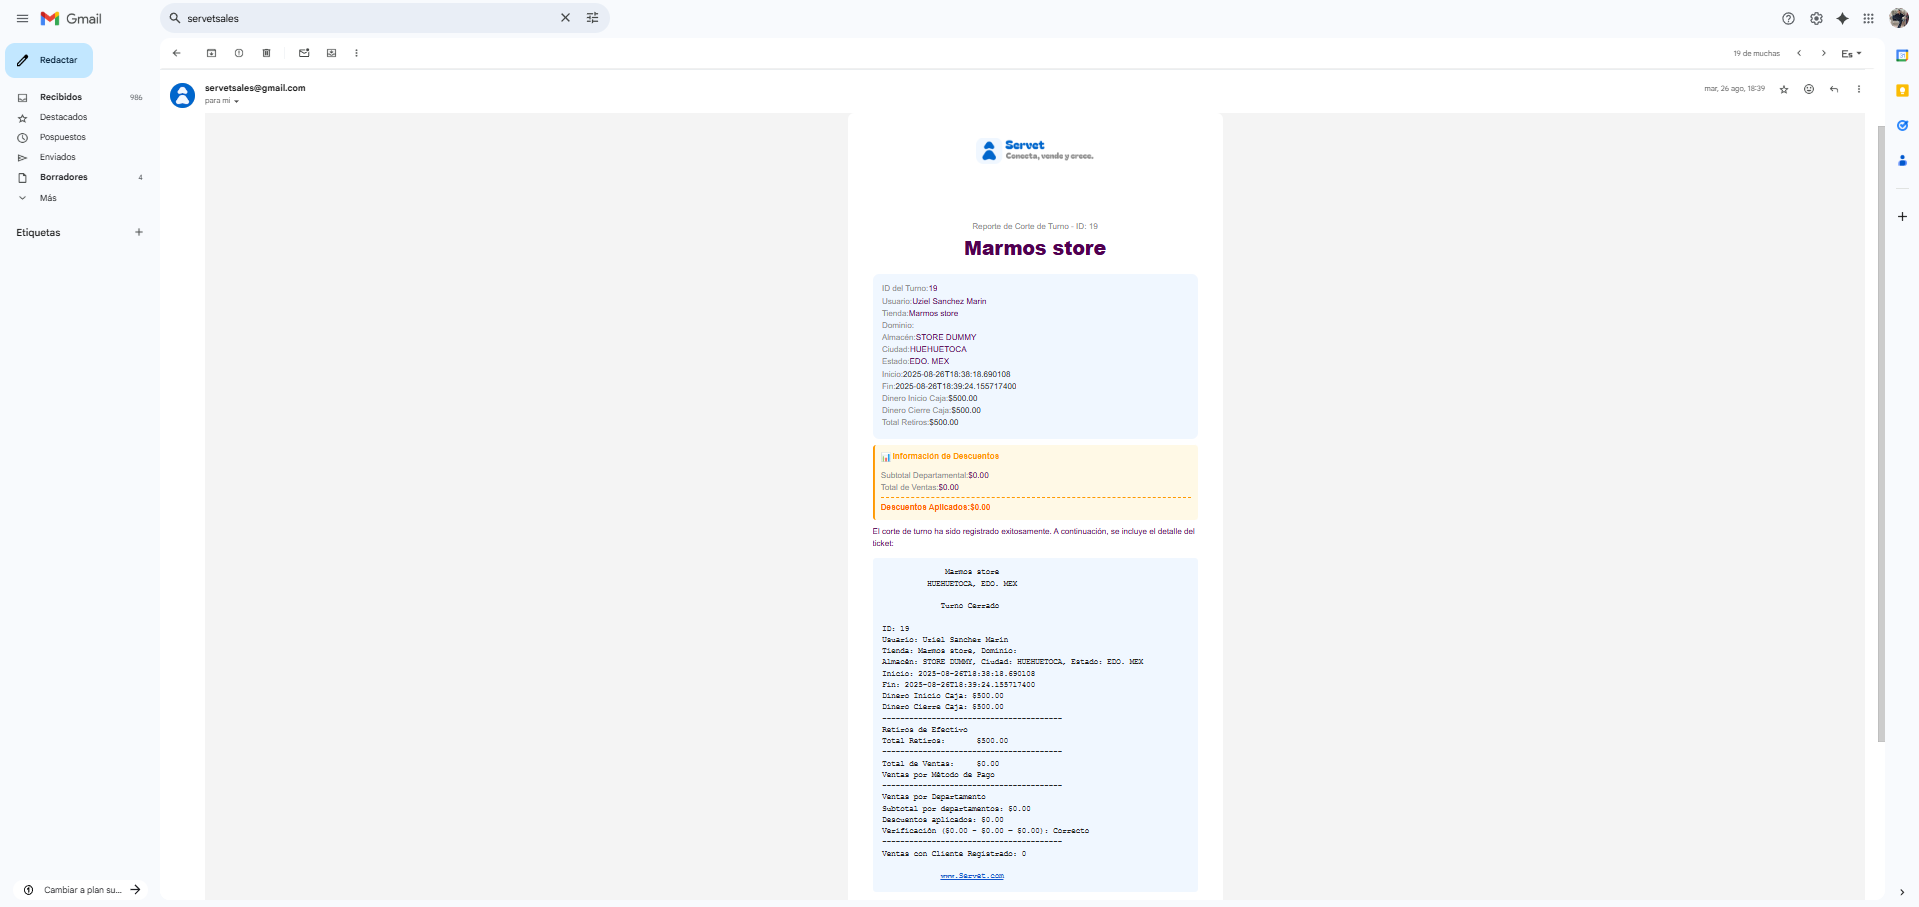 Gmail
servetsales
Redactar
Recibidos 986
Destacados
Pospuestos
Enviados
Borradores 4
Más
Etiquetas
Cambiar a plan su...
19 de muchas
Es
servetsales@gmail.com
para mi
mar, 26 ago, 18:39
Servet
Conecta, vende y crece.
Reporte de Corte de Turno - ID: 19
Marmos store
ID del Turno:19
Usuario:Uziel Sanchez Marin
Tienda:Marmos store
Dominio:
Almacén:STORE DUMMY
Ciudad:HUEHUETOCA
Estado:EDO. MEX
Inicio:2025-08-26T18:38:18.690108
Fin:2025-08-26T18:39:24.155717400
Dinero Inicio Caja:$500.00
Dinero Cierre Caja:$500.00
Total Retiros:$500.00
Información de Descuentos
Subtotal Departamental:$0.00
Total de Ventas:$0.00
Descuentos Aplicados:$0.00
El corte de turno ha sido registrado exitosamente. A continuación, se incluye el detalle del
ticket:
Marmos store
HUEHUETOCA, EDO. MEX
Turno Cerrado
ID: 19
Usuario: Uziel Sanchez Marin
Tienda: Marmos store, Dominio:
Almacén: STORE DUMMY, Ciudad: HUEHUETOCA, Estado: EDO. MEX
Inicio: 2025-08-26T18:38:18.690108
Fin: 2025-08-26T18:39:24.155717400
Dinero Inicio Caja: $500.00
Dinero Cierre Caja: $500.00
----------------------------------------
Retiros de Efectivo
Total Retiros: $500.00
----------------------------------------
Total de Ventas: $0.00
Ventas por Método de Pago
----------------------------------------
Ventas por Departamento
Subtotal por departamentos: $0.00
Descuentos aplicados: $0.00
Verificación ($0.00 - $0.00 = $0.00): Correcto
----------------------------------------
Ventas con Cliente Registrado: 0
www.Servet.com